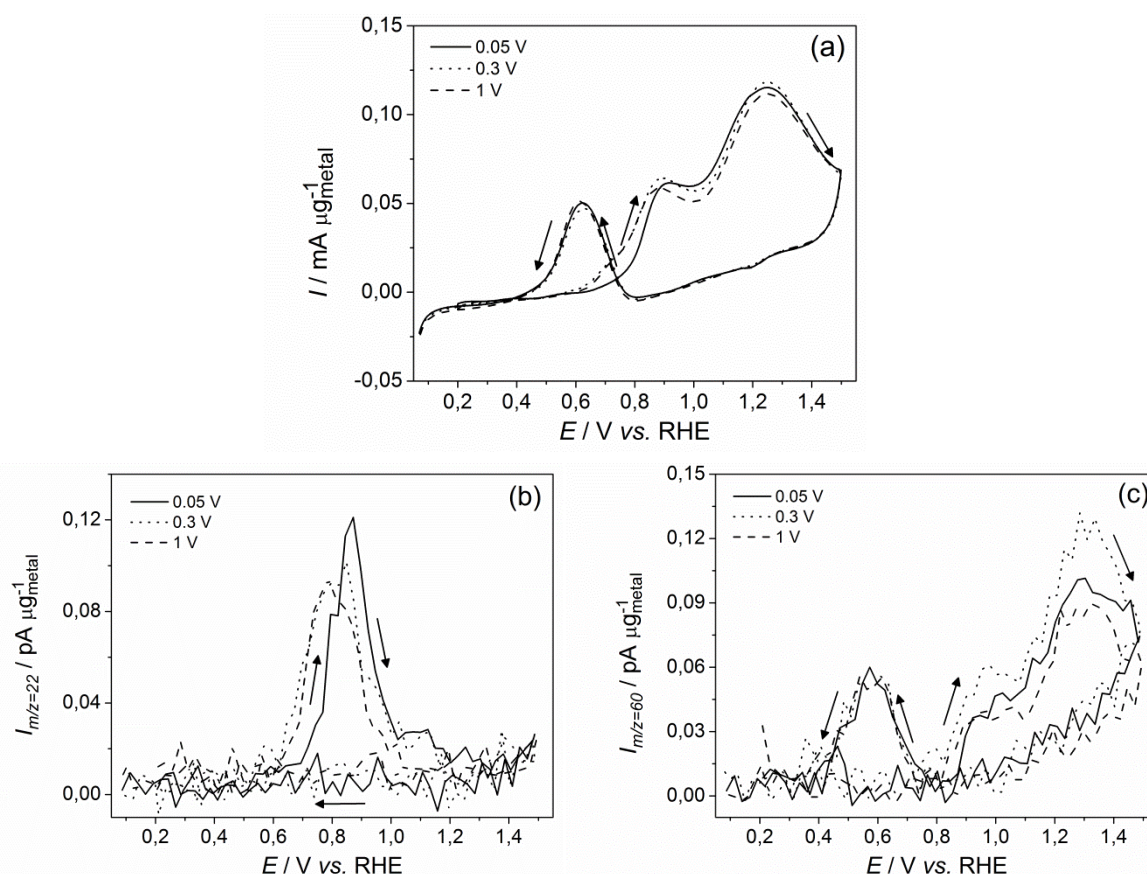 (a)
0.05 V
0.3 V
1 V
I / mA μg⁻¹metal
0,15
0,10
0,05
0,00
-0,05
0,2 0,4 0,6 0,8 1,0 1,2 1,4
E / V vs. RHE
(b)
0.05 V
0.3 V
1 V
I m/z=22 / pA μg⁻¹metal
0,12
0,08
0,04
0,00
0,2 0,4 0,6 0,8 1,0 1,2 1,4
E / V vs. RHE
(c)
0.05 V
0.3 V
1 V
I m/z=60 / pA μg⁻¹metal
0,15
0,12
0,09
0,06
0,03
0,00
0,2 0,4 0,6 0,8 1,0 1,2 1,4
E / V vs. RHE